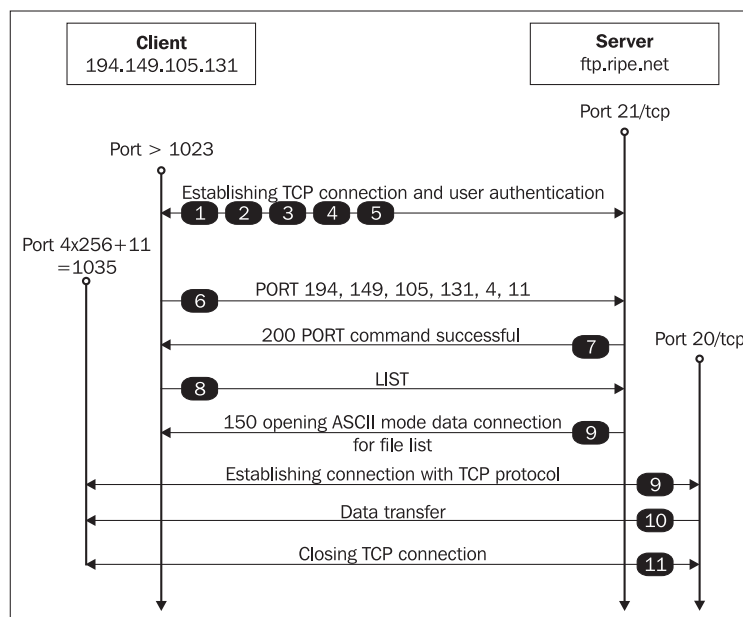 Client
194.149.105.131
Server
ftp.ripe.net
Port 21/tcp
Port > 1023
Establishing TCP connection and user authentication
1 2 3 4 5
Port 4x256+11
=1035
6 PORT 194, 149, 105, 131, 4, 11
200 PORT command successful 7
Port 20/tcp
8 LIST
150 opening ASCII mode data connection
for file list
9
Establishing connection with TCP protocol 9
Data transfer 10
Closing TCP connection 11